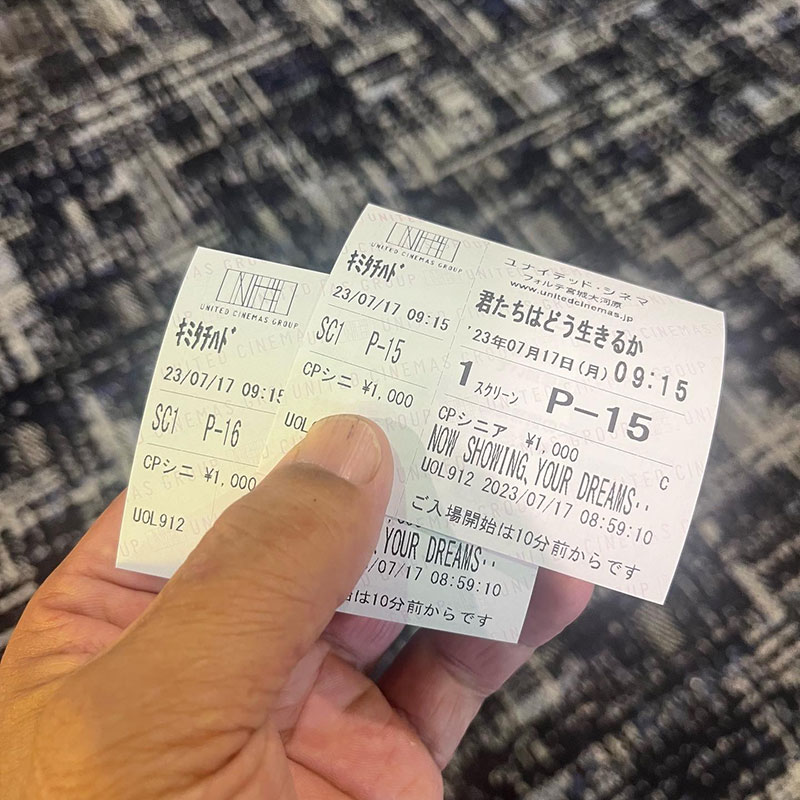 UNITED CINEMAS GROUP
ｷﾐﾀﾁﾊﾄﾞ
23/07/17 09:15
SC1 P-15
CPシニ ¥1,000
ユナイテッド・シネマ
フォルテ宮城大河原
www.unitedcinemas.jp
君たちはどう生きるか
'23年07月17日(月) 09:15
1 スクリーン P-15
CPシニア ¥1,000
NOW SHOWING, YOUR DREAMS‥ C
UOL912 2023/07/17 08:59:10
ご入場開始は10分前からです
UNITED CINEMAS GROUP
ｷﾐﾀﾁﾊﾄﾞ
23/07/17 09:15
SC1 P-16
CPシニ ¥1,000
UOL912
YOUR DREAMS‥
/07/17 08:59:10
は10分前からです